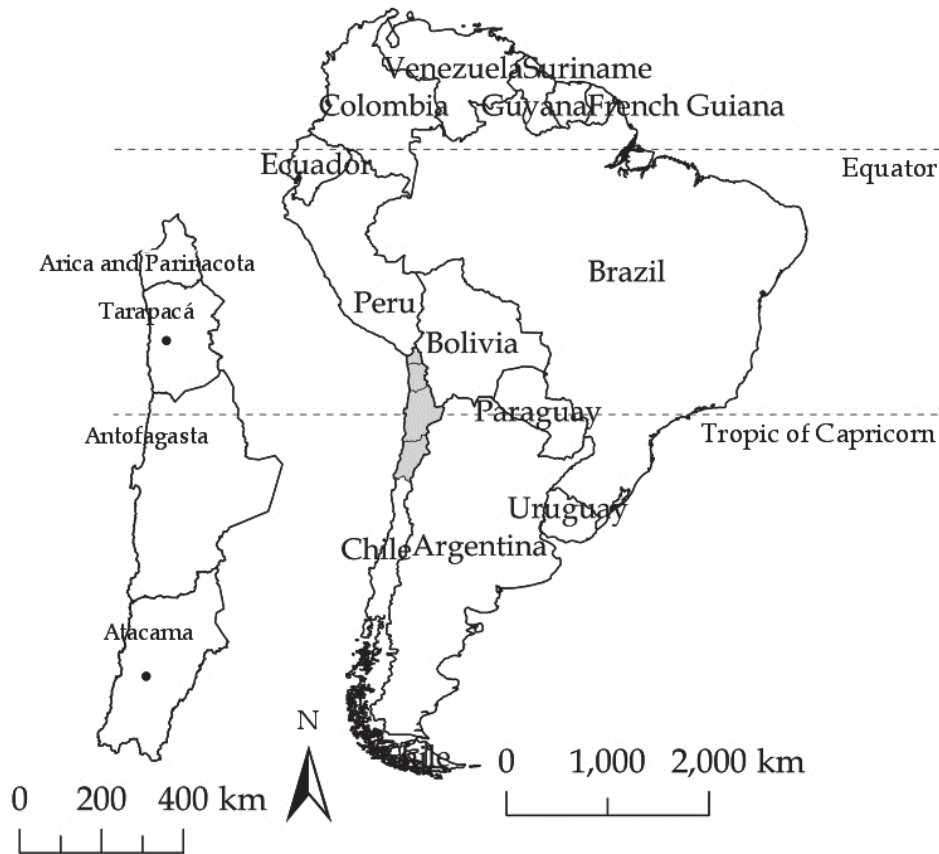 Venezuela Suriname
Colombia Guyana French Guiana
Ecuador
Equator
Arica and Parinacota
Brazil
Tarapacá
Peru
Bolivia
Antofagasta
Paraguay
Tropic of Capricorn
Uruguay
Chile Argentina
Atacama
N
Chile
0 1,000 2,000 km
0 200 400 km